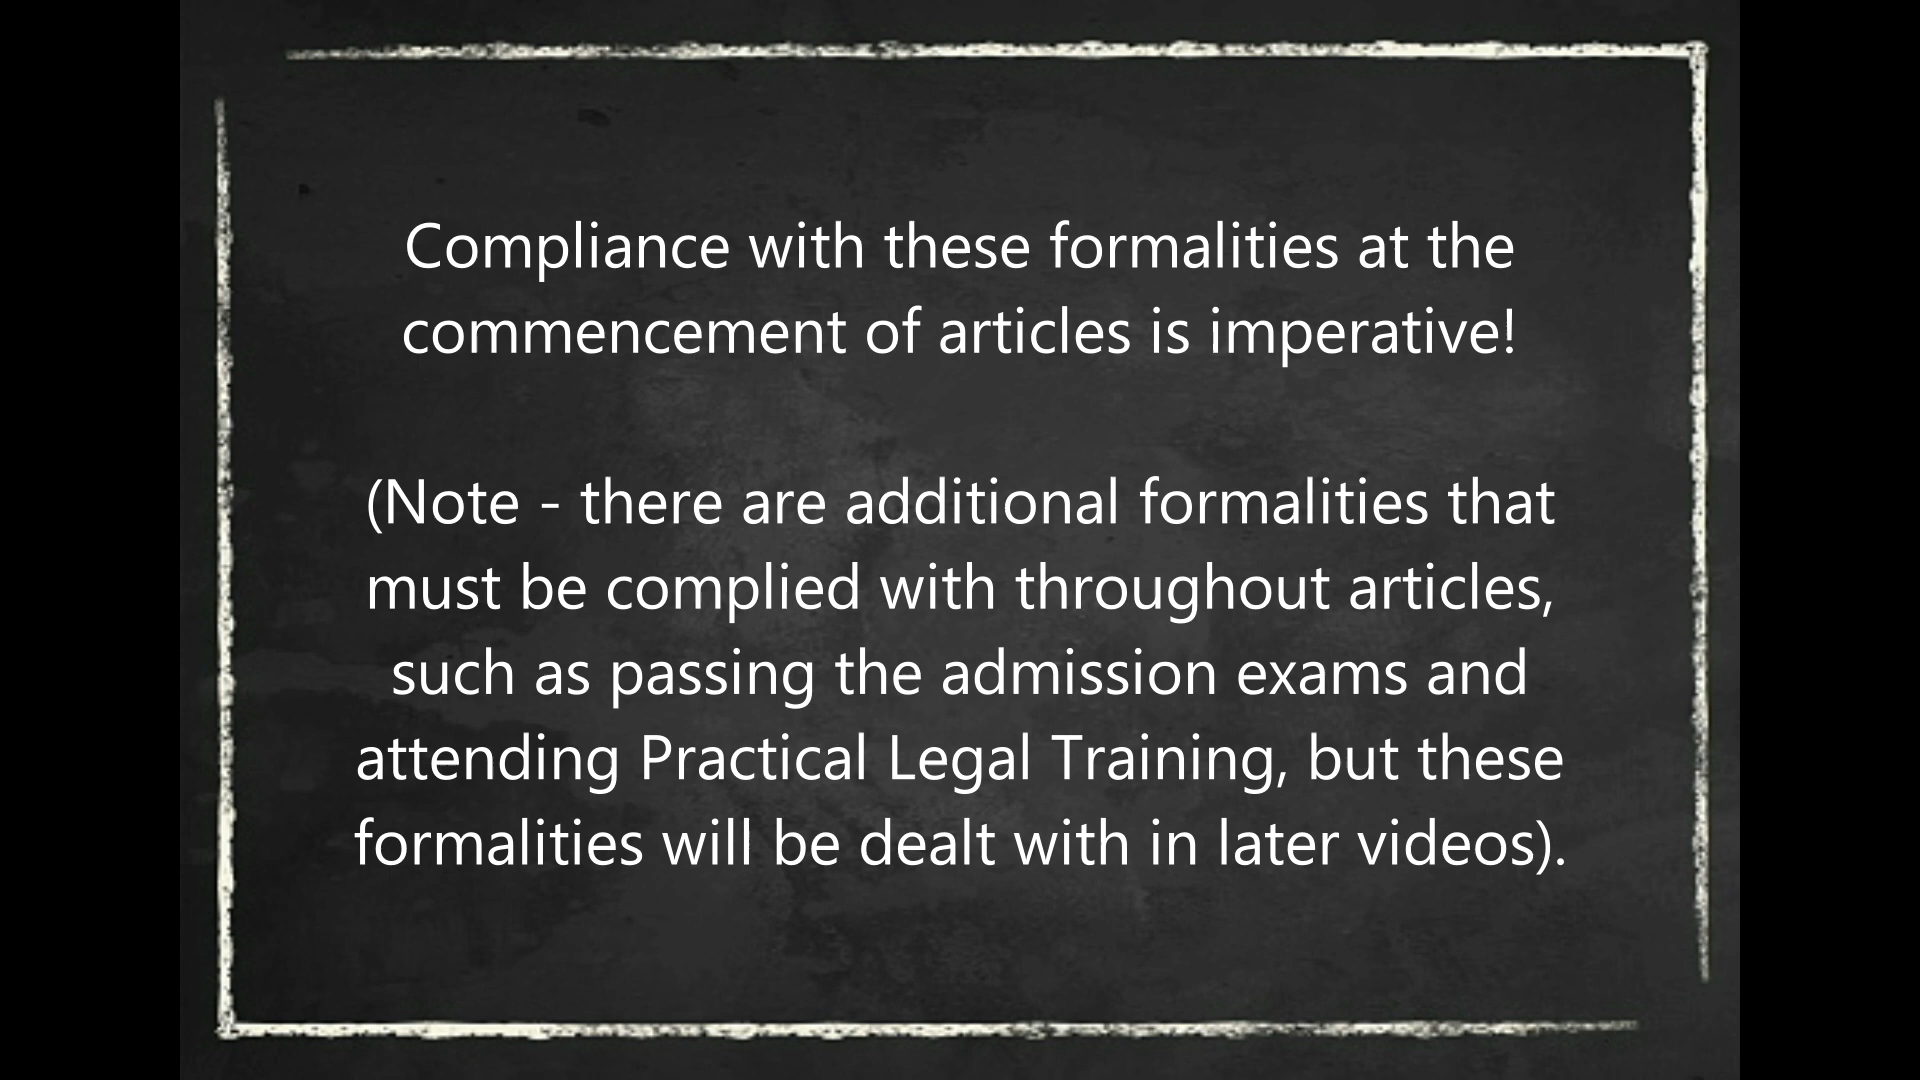 Compliance with these formalities at the
commencement of articles is imperative!
(Note - there are additional formalities that
must be complied with throughout articles,
such as passing the admission exams and
attending Practical Legal Training, but these
formalities will be dealt with in later videos).